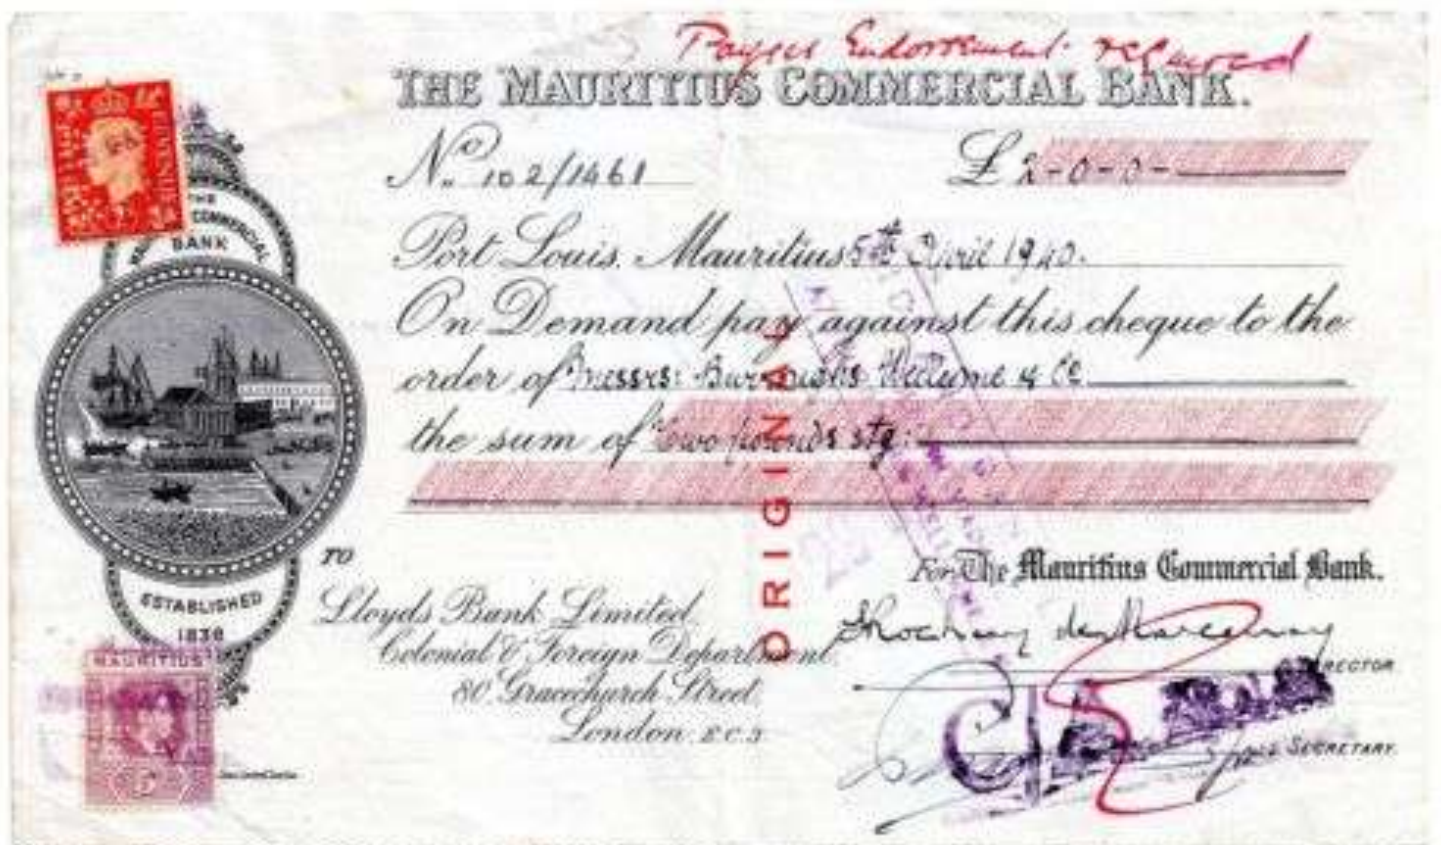 Payees Endorsement required
THE MAURITIUS COMMERCIAL BANK.
No. 102/1461 £ 2-0-0-
Port Louis. Mauritius 5th April 1940.
On Demand pay against this cheque to the
order of Messrs: Burroughs Wellcome & Co
the sum of Two pounds stg:
ORIGINAL
REVENUE
THE
COMMERCIAL
BANK
ESTABLISHED
1838
MAURITIUS
TO
Lloyds Bank Limited,
Colonial & Foreign Department,
80 Gracechurch Street,
London. E.C.3
For The Mauritius Commercial Bank.
DIRECTOR
SECRETARY.